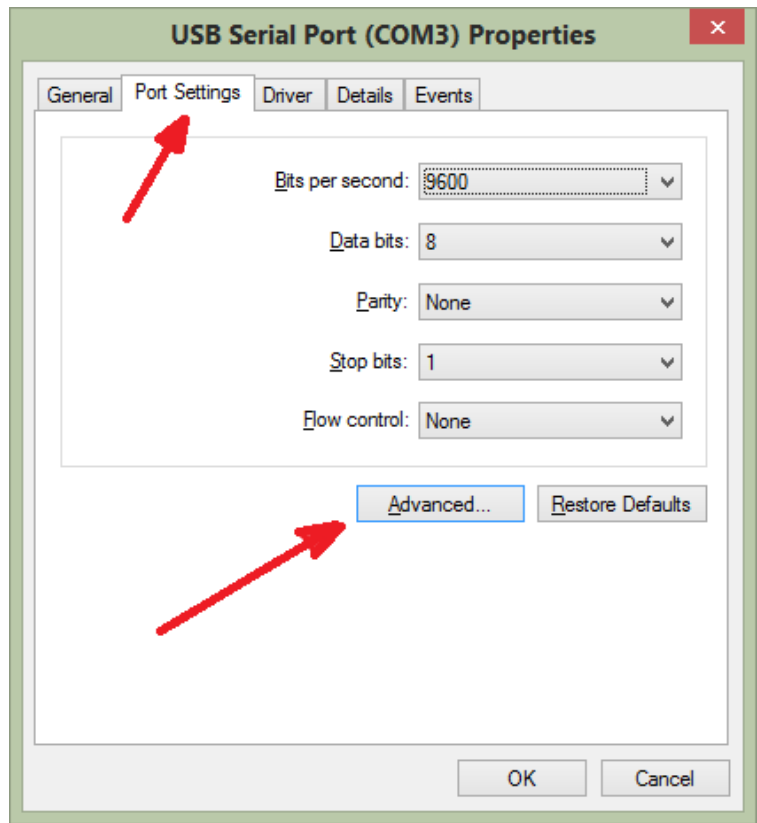 USB Serial Port (COM3) Properties
General Port Settings Driver Details Events
Bits per second: 9600
Data bits: 8
Parity: None
Stop bits: 1
Flow control: None
Advanced... Restore Defaults
OK Cancel